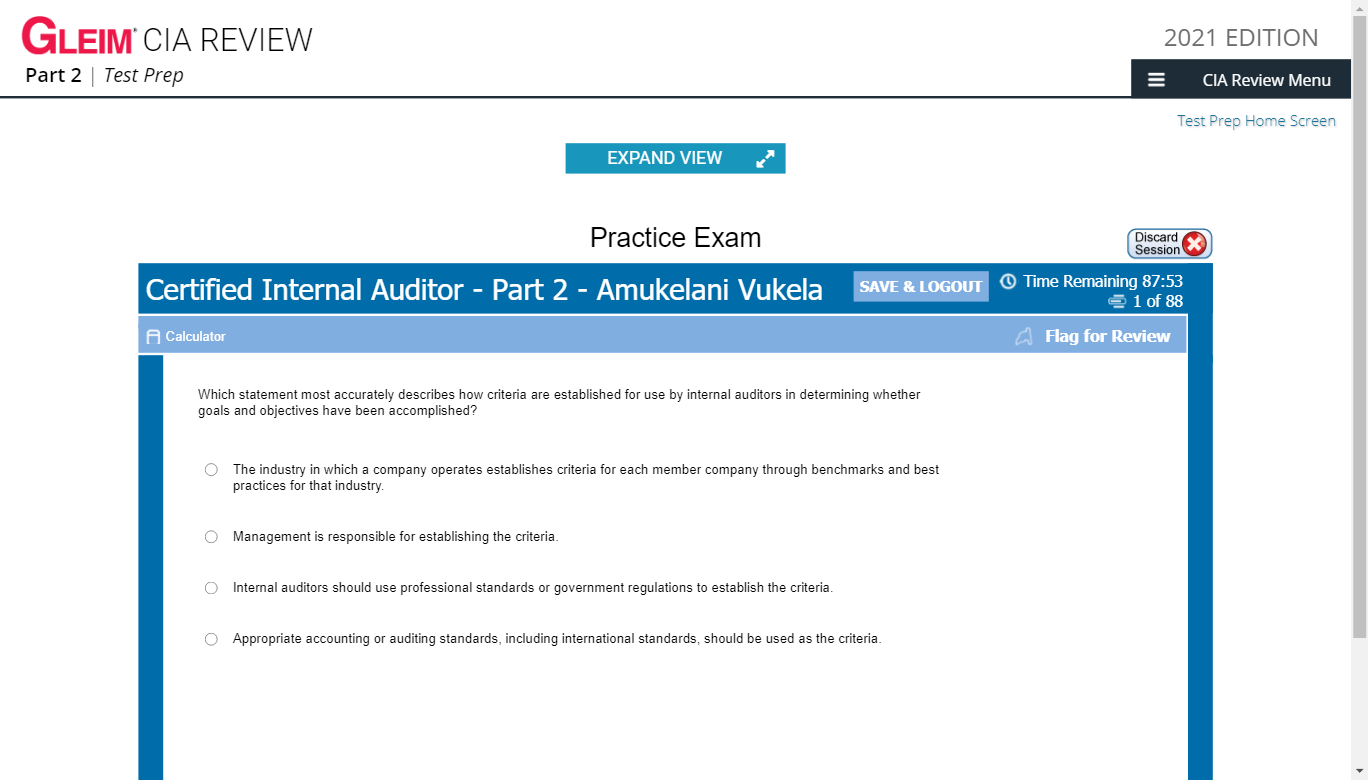 GLEIM® CIA REVIEW
Part 2 | Test Prep
2021 EDITION
CIA Review Menu
Test Prep Home Screen
EXPAND VIEW
Practice Exam
Discard
Session
Certified Internal Auditor - Part 2 - Amukelani Vukela
SAVE & LOGOUT
Time Remaining 87:53
1 of 88
Calculator
Flag for Review
Which statement most accurately describes how criteria are established for use by internal auditors in determining whether
goals and objectives have been accomplished?
The industry in which a company operates establishes criteria for each member company through benchmarks and best
practices for that industry.
Management is responsible for establishing the criteria.
Internal auditors should use professional standards or government regulations to establish the criteria.
Appropriate accounting or auditing standards, including international standards, should be used as the criteria.